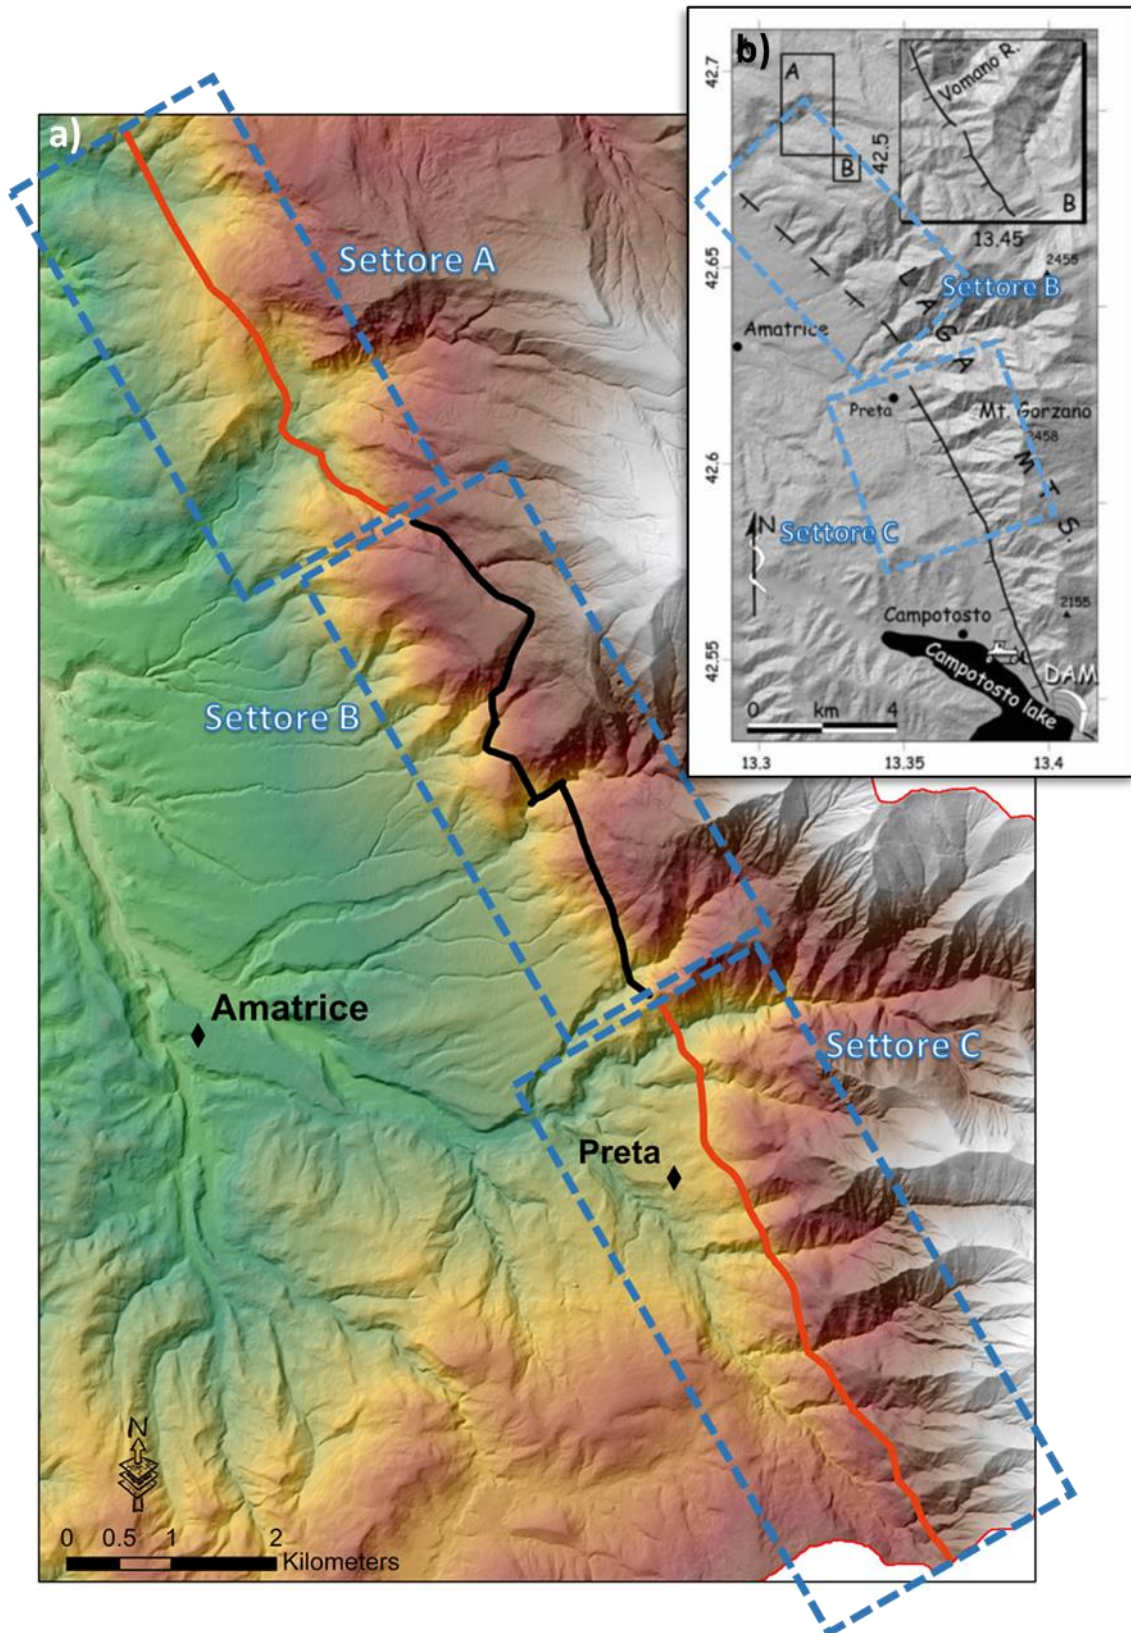 a)
Settore A
Settore B
Amatrice
Settore C
Preta
N
0 0.5 1 2
Kilometers
b)
42.7
42.65
42.6
42.55
A
B
42.5
Vomano R.
B
13.45
2455
Settore B
LAGA
MTS.
Amatrice
Preta
Mt. Gorzano
2458
N
Settore C
2155
Campotosto
Campotosto lake
DAM
0 km 4
13.3 13.35 13.4